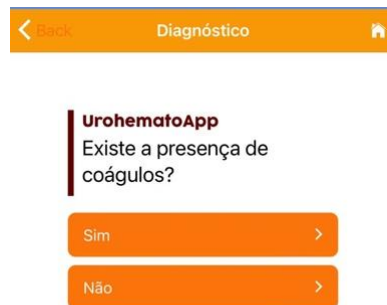 Back Diagnóstico
UrohematoApp
Existe a presença de
coágulos?
Sim
Não